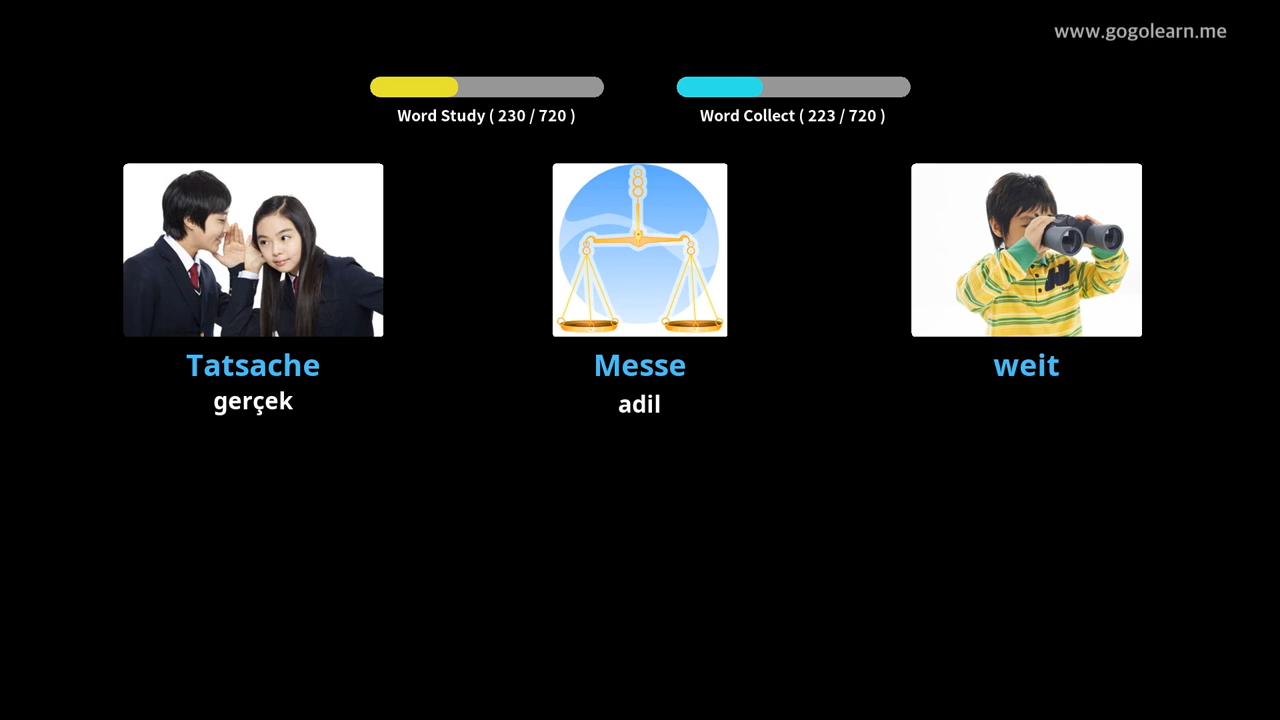 www.gogolearn.me
Word Study ( 230 / 720 )
Word Collect ( 223 / 720 )
Tatsache
gerçek
Messe
adil
weit